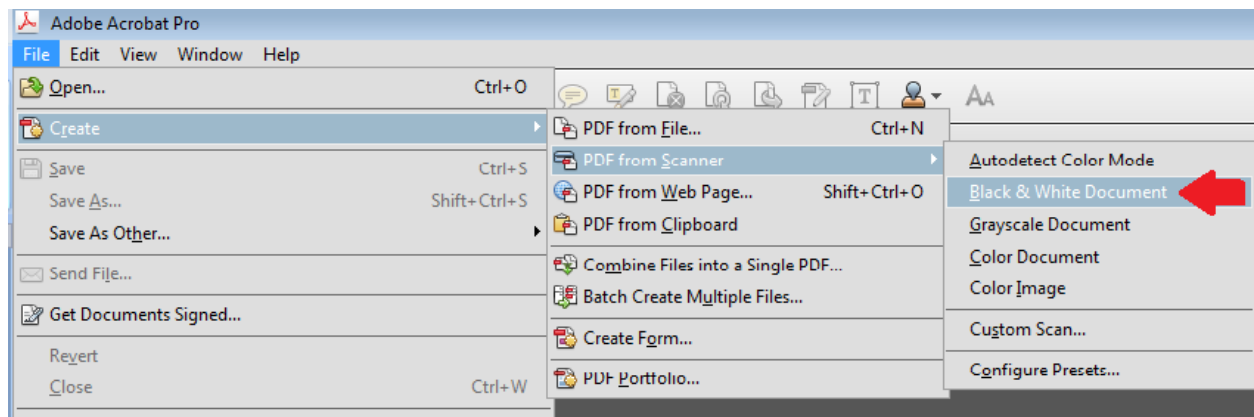 Adobe Acrobat Pro
File Edit View Window Help
Open... Ctrl+O
Create
Save Ctrl+S
Save As... Shift+Ctrl+S
Save As Other...
Send File...
Get Documents Signed...
Revert
Close Ctrl+W
T T AA
PDF from File... Ctrl+N
PDF from Scanner
PDF from Web Page... Shift+Ctrl+O
PDF from Clipboard
Combine Files into a Single PDF...
Batch Create Multiple Files...
Create Form...
PDF Portfolio...
Autodetect Color Mode
Black & White Document
Grayscale Document
Color Document
Color Image
Custom Scan...
Configure Presets...